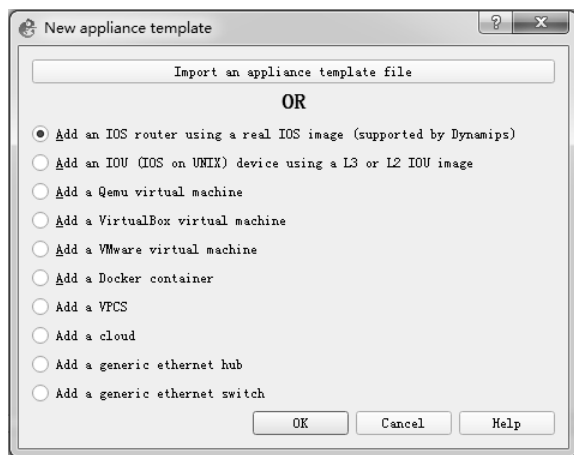 New appliance template
Import an appliance template file
OR
Add an IOS router using a real IOS image (supported by Dynamips)
Add an IOU (IOS on UNIX) device using a L3 or L2 IOU image
Add a Qemu virtual machine
Add a VirtualBox virtual machine
Add a VMware virtual machine
Add a Docker container
Add a VPCS
Add a cloud
Add a generic ethernet hub
Add a generic ethernet switch
OK Cancel Help